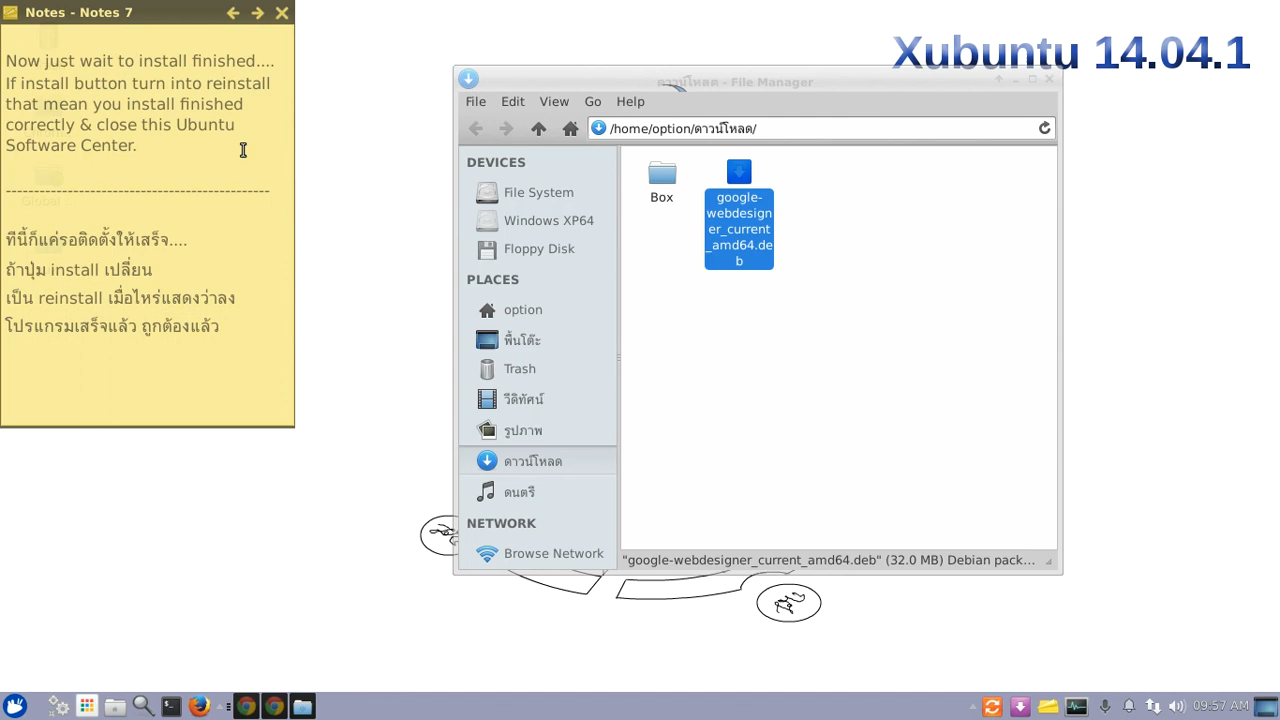 Notes - Notes 7
Now just wait to install finished....
If install button turn into reinstall
that mean you install finished
correctly & close this Ubuntu
Software Center.
--------------------------------------------
ทีนี้ก็แค่รอติดตั้งให้เสร็จ....
ถ้าปุ่ม install เปลี่ยน
เป็น reinstall เมื่อไหร่แสดงว่าลง
โปรแกรมเสร็จแล้ว ถูกต้องแล้ว
Xubuntu 14.04.1
ดาวน์โหลด - File Manager
File Edit View Go Help
/home/option/ดาวน์โหลด/
DEVICES
File System
Windows XP64
Floppy Disk
PLACES
option
พื้นโต๊ะ
Trash
วีดิทัศน์
รูปภาพ
ดาวน์โหลด
ดนตรี
NETWORK
Browse Network
Box
google-
webdesign
er_current
_amd64.de
b
"google-webdesigner_current_amd64.deb" (32.0 MB) Debian pack...
09:57 AM